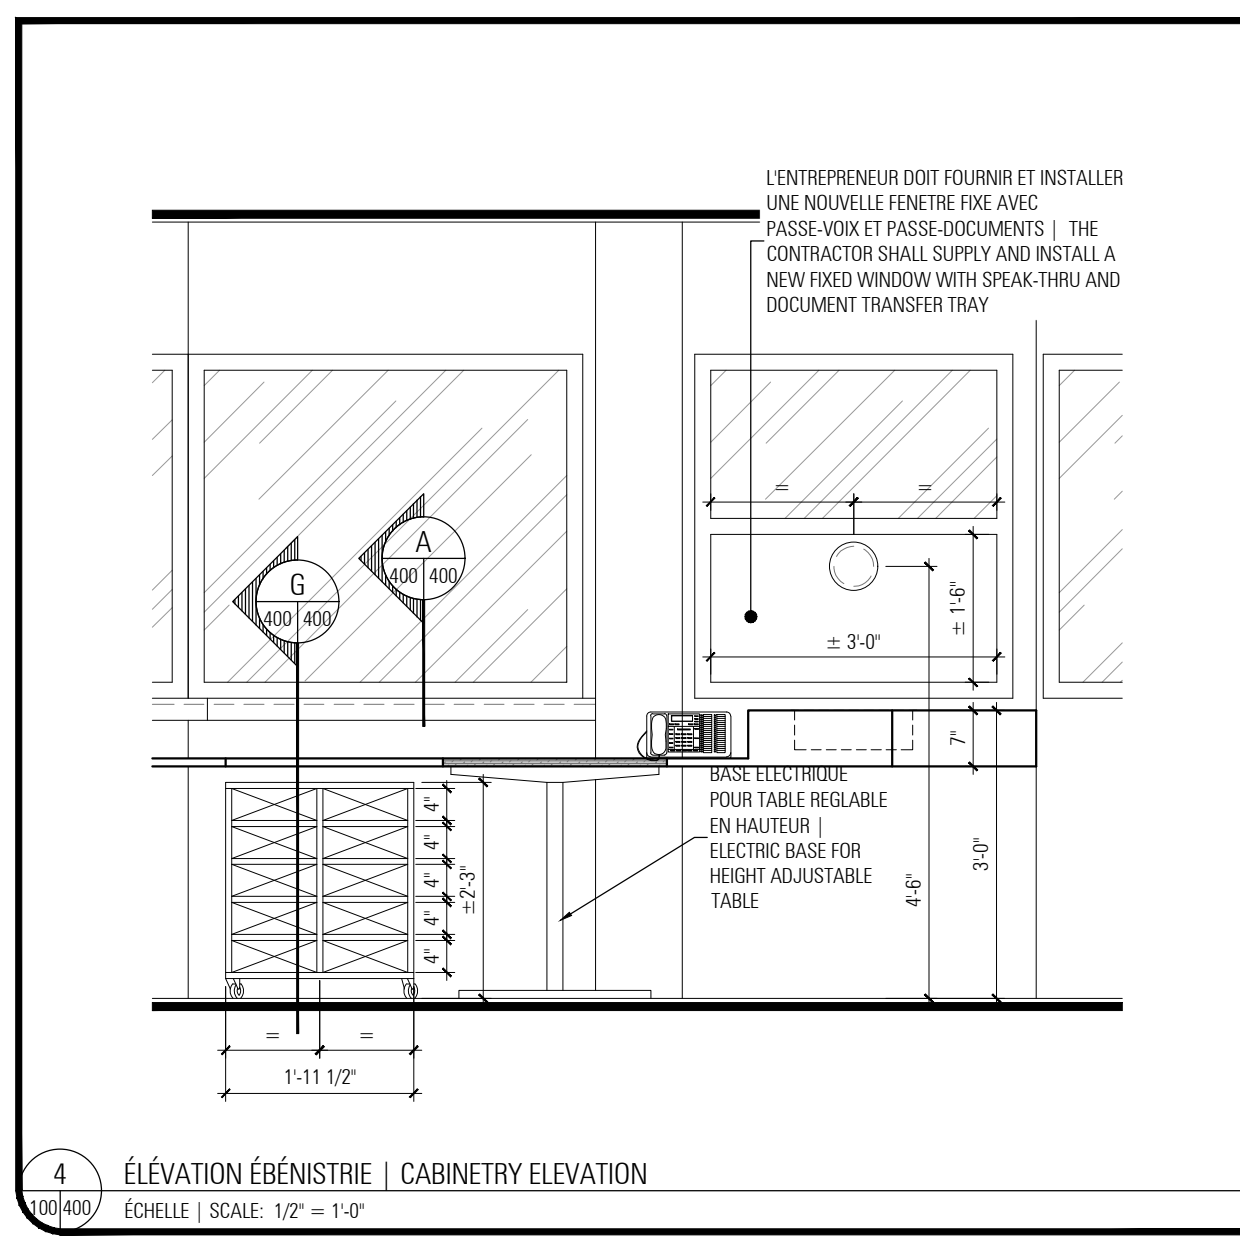 L'ENTREPRENEUR DOIT FOURNIR ET INSTALLER
UNE NOUVELLE FENETRE FIXE AVEC
PASSE-VOIX ET PASSE-DOCUMENTS | THE
CONTRACTOR SHALL SUPPLY AND INSTALL A
NEW FIXED WINDOW WITH SPEAK-THRU AND
DOCUMENT TRANSFER TRAY
=
=
A
400 400
G
400 400
± 1'-6"
± 3'-0"
7"
BASE ELECTRIQUE
POUR TABLE REGLABLE
EN HAUTEUR |
ELECTRIC BASE FOR
HEIGHT ADJUSTABLE
TABLE
4"
4"
4"
4"
4"
±2'-3"
4'-6"
3'-0"
=
=
1'-11 1/2"
4
100 400
ÉLÉVATION ÉBÉNISTRIE | CABINETRY ELEVATION
ÉCHELLE | SCALE: 1/2" = 1'-0"